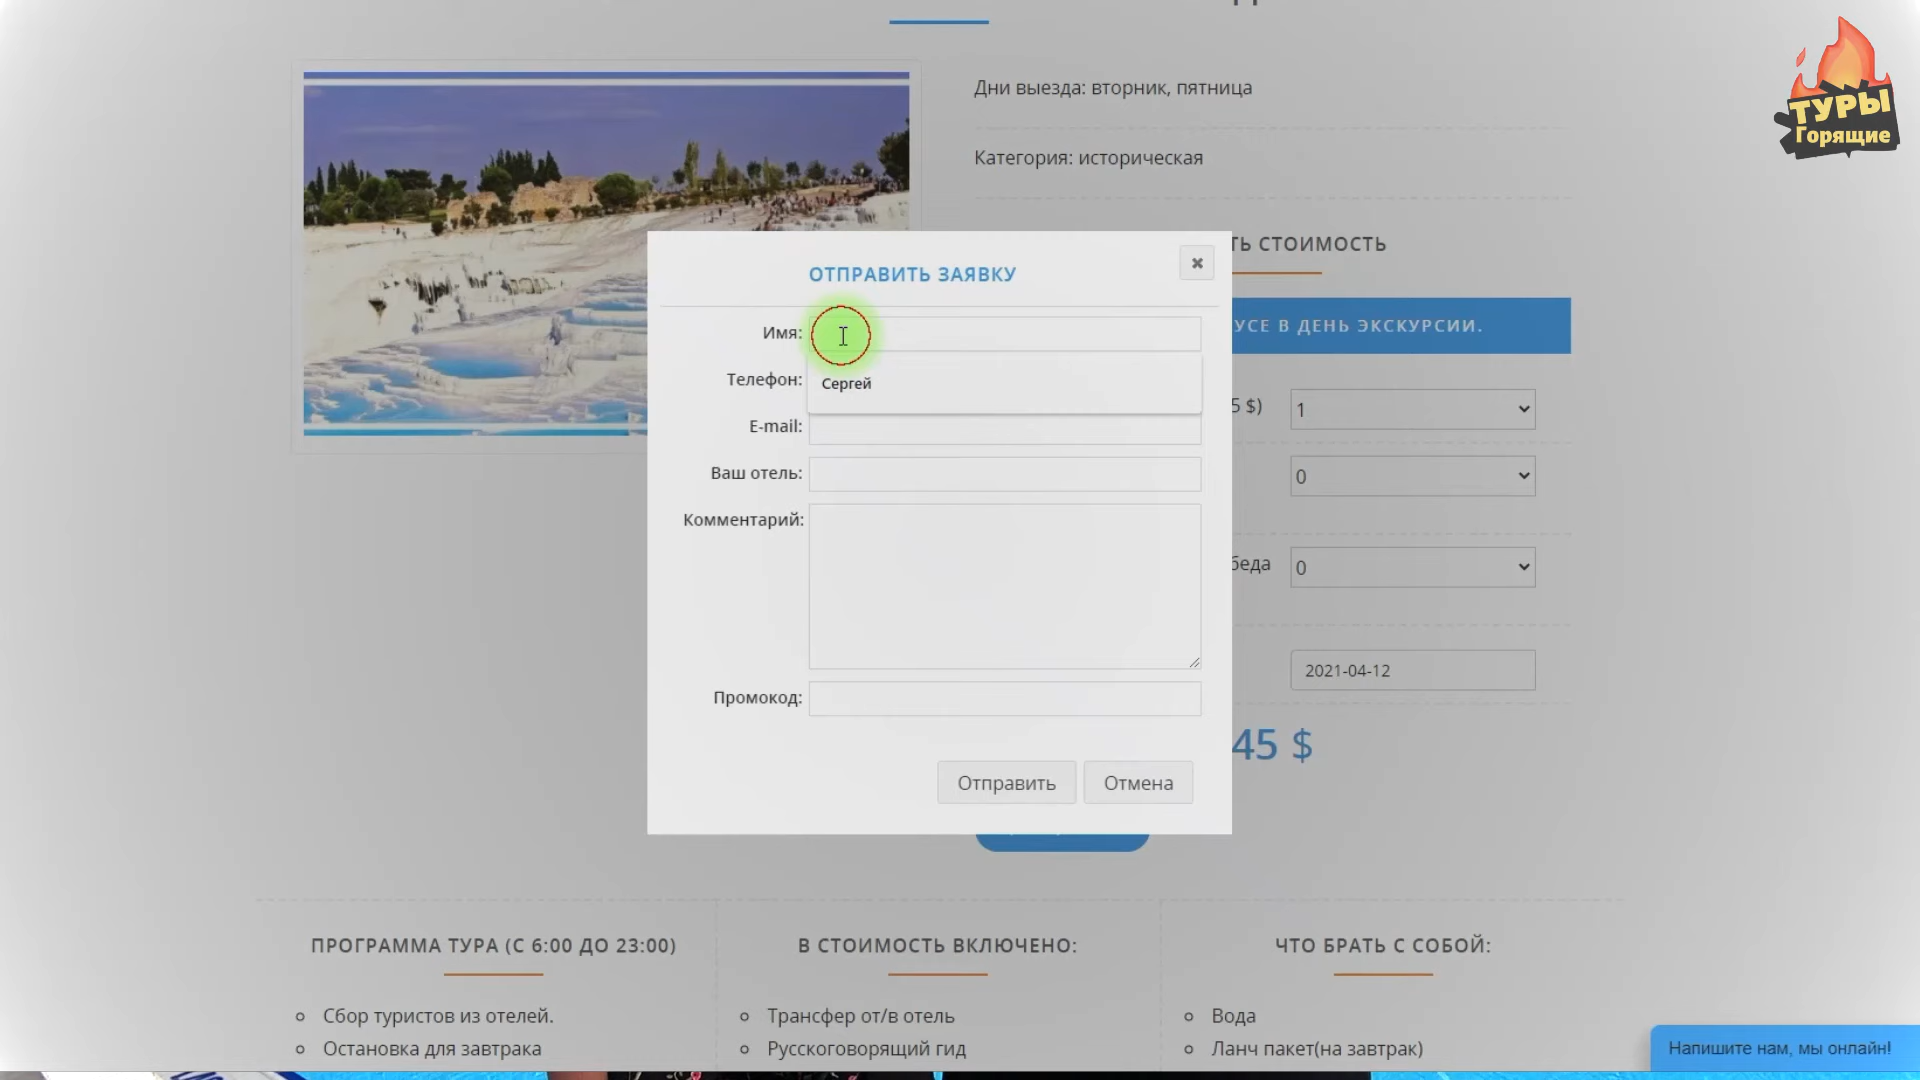 Дни выезда: вторник, пятница
ТУРЫ
Горящие
Категория: историческая
ТЬ СТОИМОСТЬ
ОТПРАВИТЬ ЗАЯВКУ
УСЕ В ДЕНЬ ЭКСКУРСИИ.
Имя:
Телефон:
Сергей
5 $)
1
E-mail:
Ваш отель:
0
Комментарий:
беда
0
2021-04-12
Промокод:
45 $
Отправить
Отмена
ПРОГРАММА ТУРА (С 6:00 ДО 23:00)
Сбор туристов из отелей.
Остановка для завтрака
В СТОИМОСТЬ ВКЛЮЧЕНО:
Трансфер от/в отель
Русскоговорящий гид
ЧТО БРАТЬ С СОБОЙ:
Вода
Ланч пакет(на завтрак)
Напишите нам, мы онлайн!